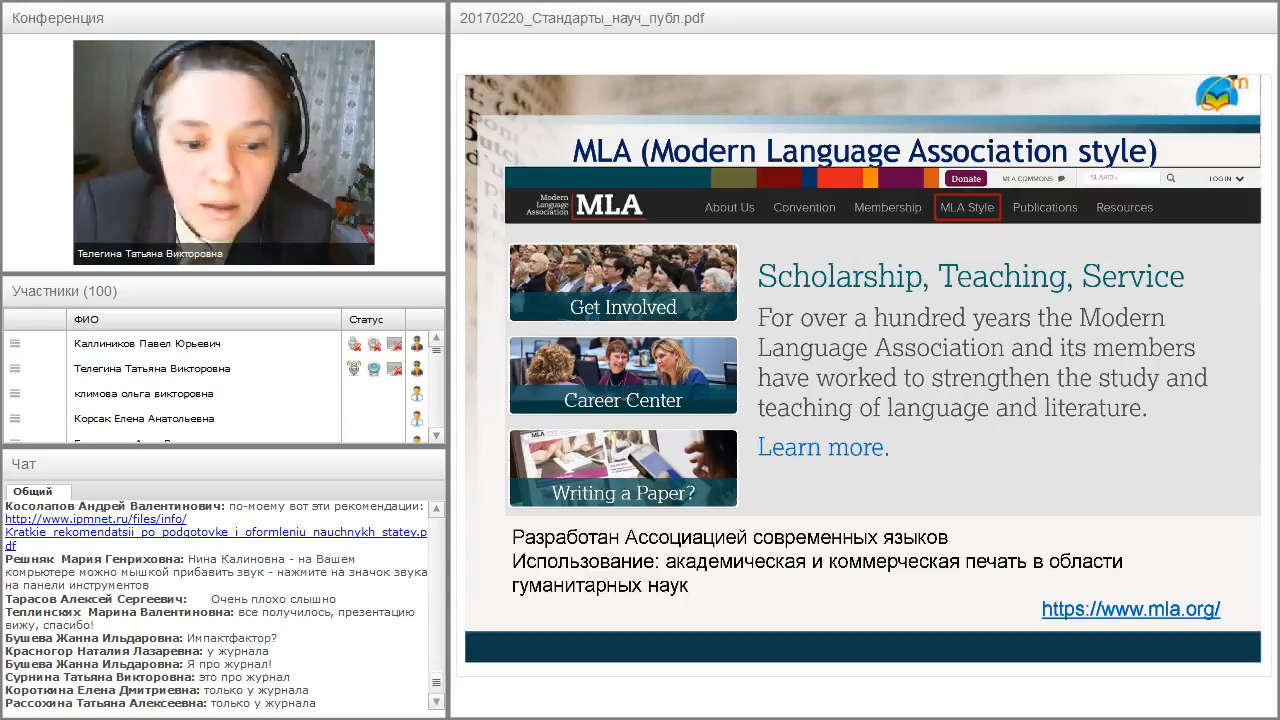 Конференция
Телегина Татьяна Викторовна
Участники (100)
ФИО
Статус
Каллиников Павел Юрьевич
Телегина Татьяна Викторовна
климова ольга викторовна
Корсак Елена Анатольевна
Чат
Общий
Косолапов Андрей Валентинович: по-моему вот эти рекомендации:
http://www.ipmnet.ru/files/info/
Kratkie_rekomendatsii_po_podgotovke_i_oformleniu_nauchnykh_statey.p
df
Решняк Мария Генриховна: Нина Калиновна - на Вашем
комрьютере можно мышкой прибавить звук - нажмите на значок звука
на панели инструментов
Тарасов Алексей Сергеевич: Очень плохо слышно
Теплинских Марина Валентиновна: все получилось, презентацию
вижу, спасибо!
Бушева Жанна Ильдаровна: Импактфактор?
Красногор Наталия Лазаревна: у журнала
Бушева Жанна Ильдаровна: Я про журнал!
Сурнина Татьяна Викторовна: это про журнал
Короткина Елена Дмитриевна: только у журнала
Рассохина Татьяна Алексеевна: только у журнала
20170220_Стандарты_науч_публ.pdf
MLA (Modern Language Association style)
Donate
MLA COMMONS
SEARCH
LOG IN
Modern
Language
Association
MLA
About Us
Convention
Membership
MLA Style
Publications
Resources
Get Involved
Career Center
Writing a Paper?
Scholarship, Teaching, Service
For over a hundred years the Modern
Language Association and its members
have worked to strengthen the study and
teaching of language and literature.
Learn more.
Разработан Ассоциацией современных языков
Использование: академическая и коммерческая печать в области
гуманитарных наук
https://www.mla.org/